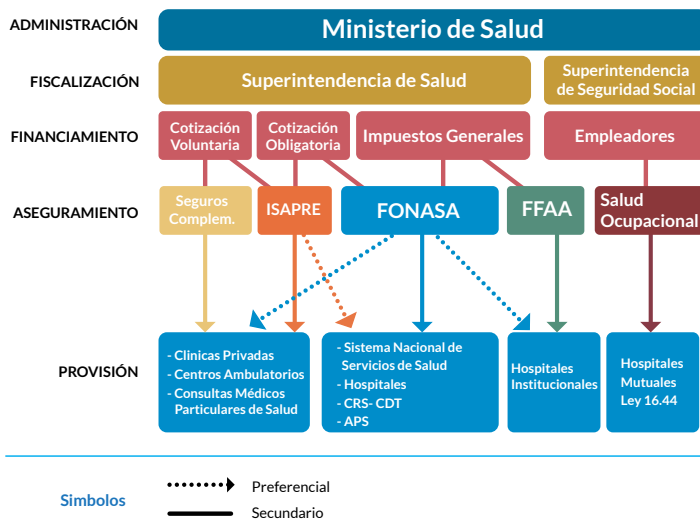 ADMINISTRACIÓN
Ministerio de Salud
FISCALIZACIÓN
Superintendencia de Salud
Superintendencia
de Seguridad Social
FINANCIAMIENTO
Cotización
Voluntaria
Cotización
Obligatoria
Impuestos Generales
Empleadores
ASEGURAMIENTO
Seguros
Complem.
ISAPRE
FONASA
FFAA
Salud
Ocupacional
PROVISIÓN
- Clinicas Privadas
- Centros Ambulatorios
- Consultas Médicos
Particulares de Salud
- Sistema Nacional de
Servicios de Salud
- Hospitales
- CRS- CDT
- APS
Hospitales
Institucionales
Hospitales
Mutuales
Ley 16.44
Simbolos
Preferencial
Secundario